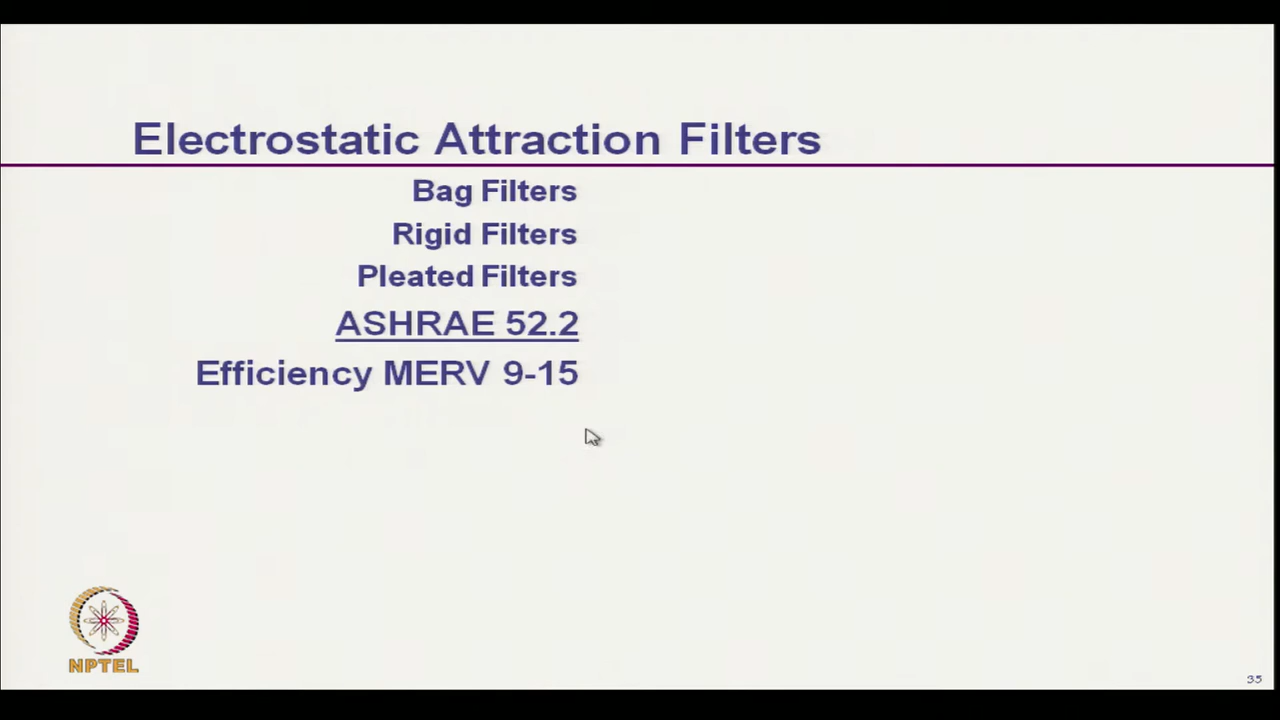 Electrostatic Attraction Filters
Bag Filters
Rigid Filters
Pleated Filters
ASHRAE 52.2
Efficiency MERV 9-15
NPTEL
35